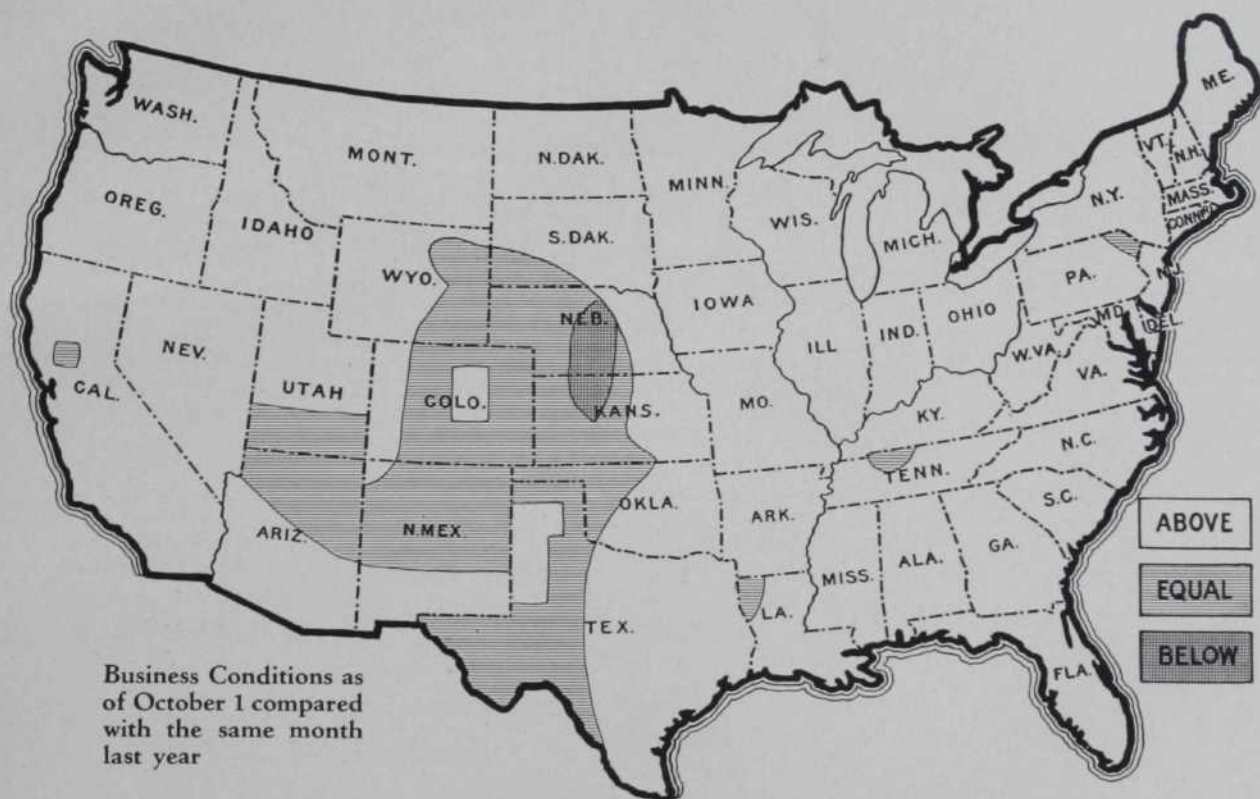 WASH.
MONT.
N.DAK.
MINN.
ME.
VT.
N.H.
OREG.
IDAHO
S.DAK.
WIS.
MICH.
N.Y.
MASS.
CONN.
R.I.
WYO.
IOWA
PA.
N.J.
NEV.
NEB.
ILL
IND.
OHIO
MD.
DEL.
CAL.
UTAH
COLO.
KANS.
MO.
W.VA.
VA.
KY.
N.C.
TENN.
ARIZ.
N.MEX.
OKLA.
ARK.
S.C.
MISS.
ALA.
GA.
TEX.
LA.
FLA.
ABOVE
EQUAL
BELOW
Business Conditions as
of October 1 compared
with the same month
last year